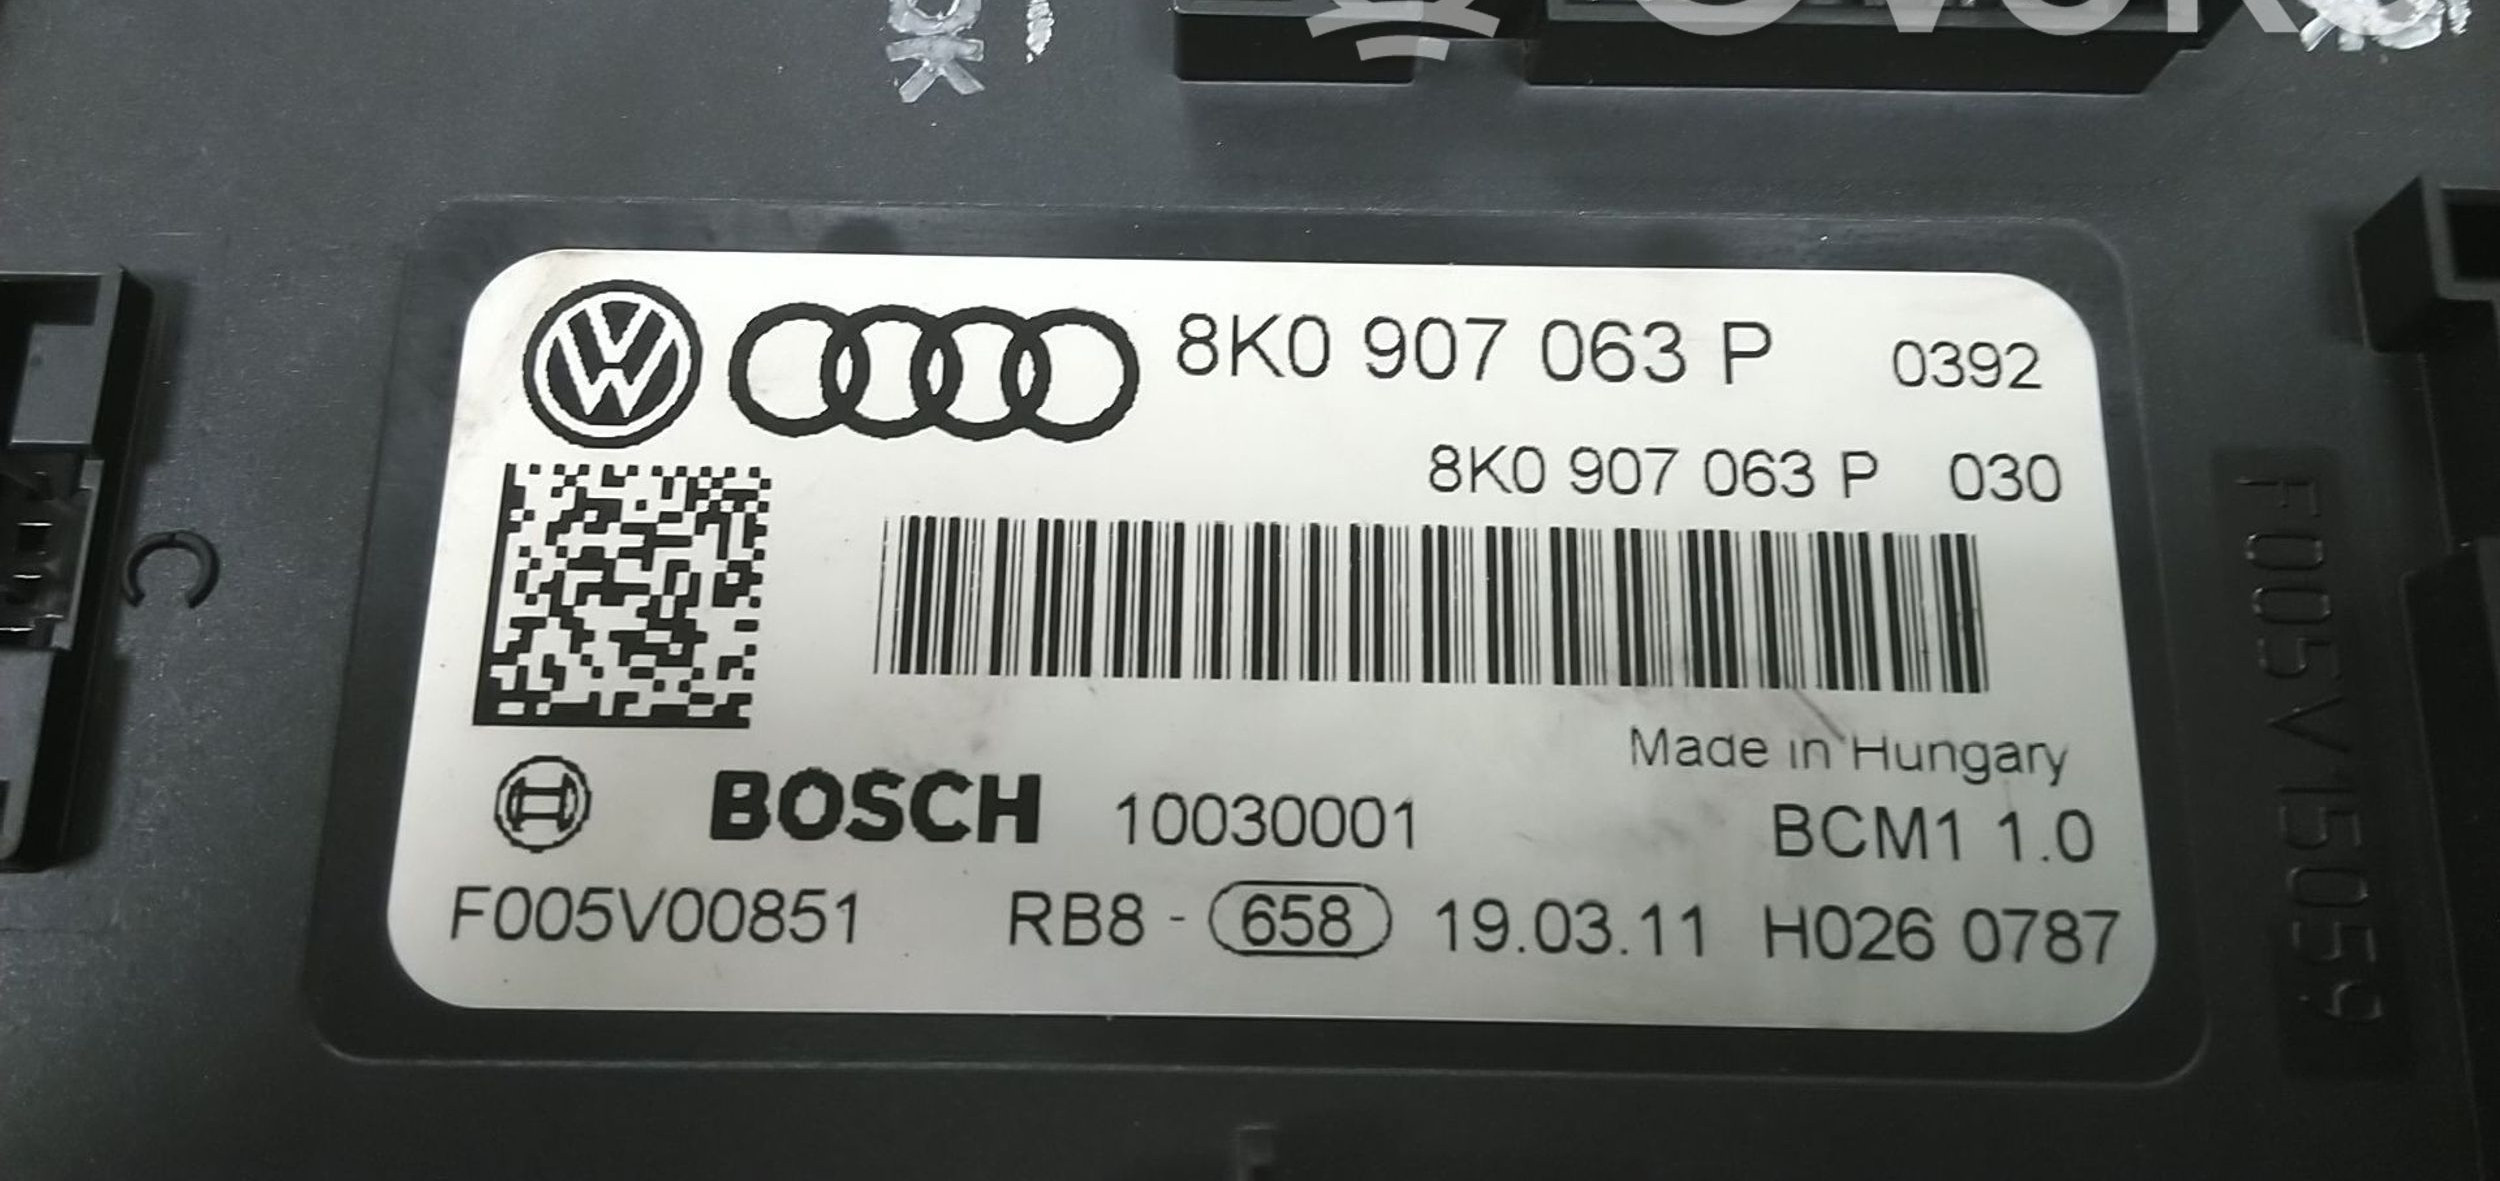 8K0 907 063 P 0392
8K0 907 063 P 030
Made in Hungary
BOSCH 10030001 BCM1 1.0
F005V00851 RB8 - 658 19.03.11 H026 0787
F005V15059
C